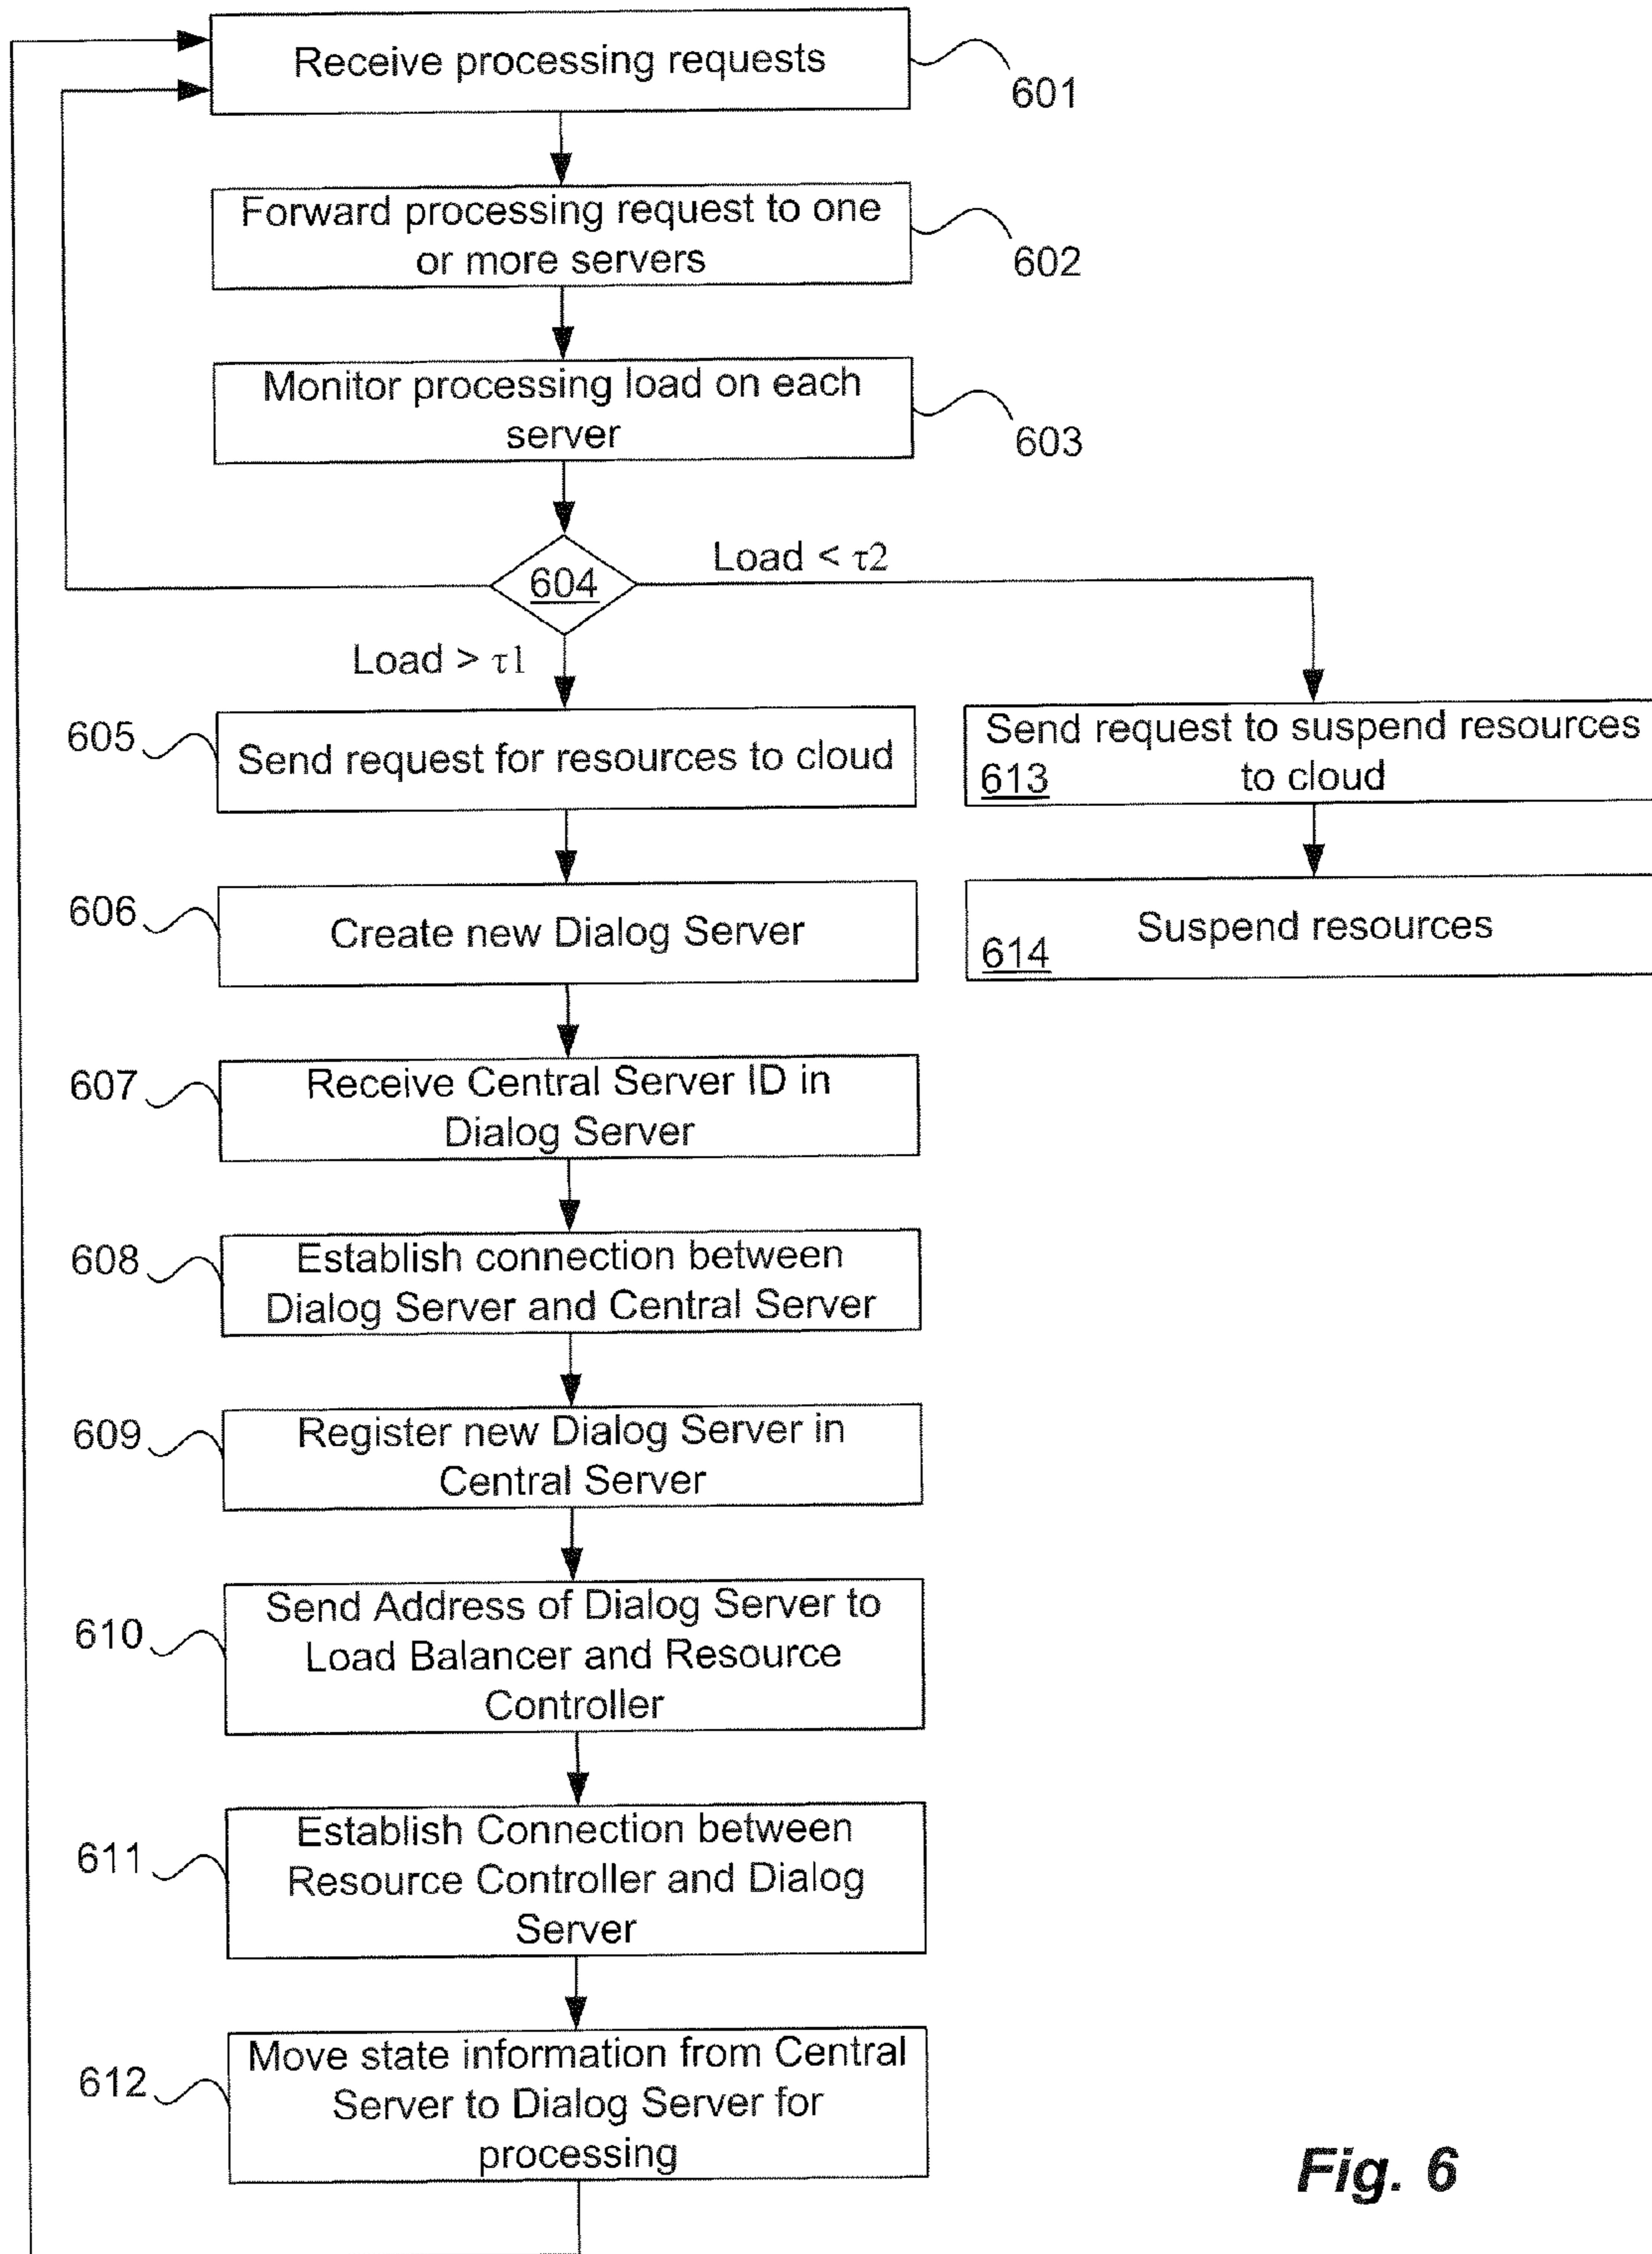 Receive processing requests
601
Forward processing request to one
or more servers
602
Monitor processing load on each
server
603
604
Load < τ2
Load > τ1
605
Send request for resources to cloud
Send request to suspend resources
to cloud
613
606
Create new Dialog Server
Suspend resources
614
607
Receive Central Server ID in
Dialog Server
608
Establish connection between
Dialog Server and Central Server
609
Register new Dialog Server in
Central Server
610
Send Address of Dialog Server to
Load Balancer and Resource
Controller
611
Establish Connection between
Resource Controller and Dialog
Server
612
Move state information from Central
Server to Dialog Server for
processing
Fig. 6